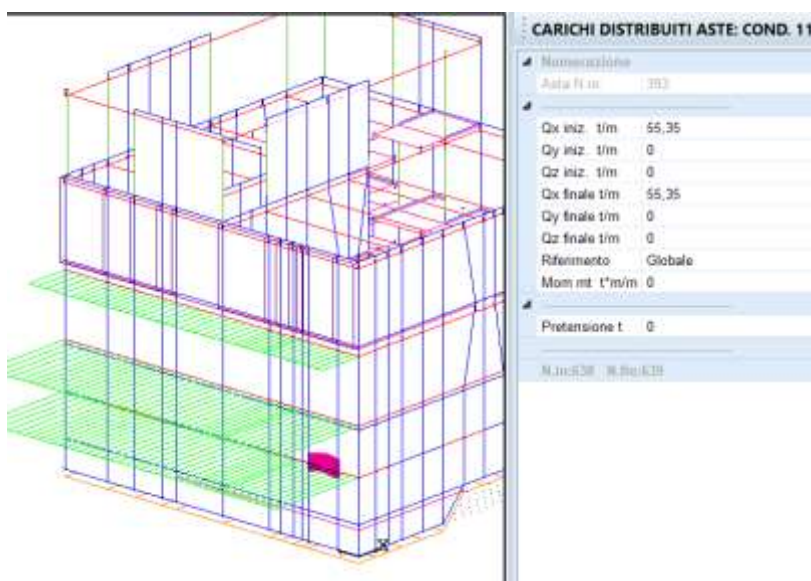 CARICHI DISTRIBUITI ASTE: COND. 11
Numerazione
Asta N.ro 393
Qx iniz. t/m 55,35
Qy iniz. t/m 0
Qz iniz. t/m 0
Qx finale t/m 55,35
Qy finale t/m 0
Qz finale t/m 0
Riferimento Globale
Mom mt t*m/m 0
Pretensione t 0
N.In:638 N.fin:639